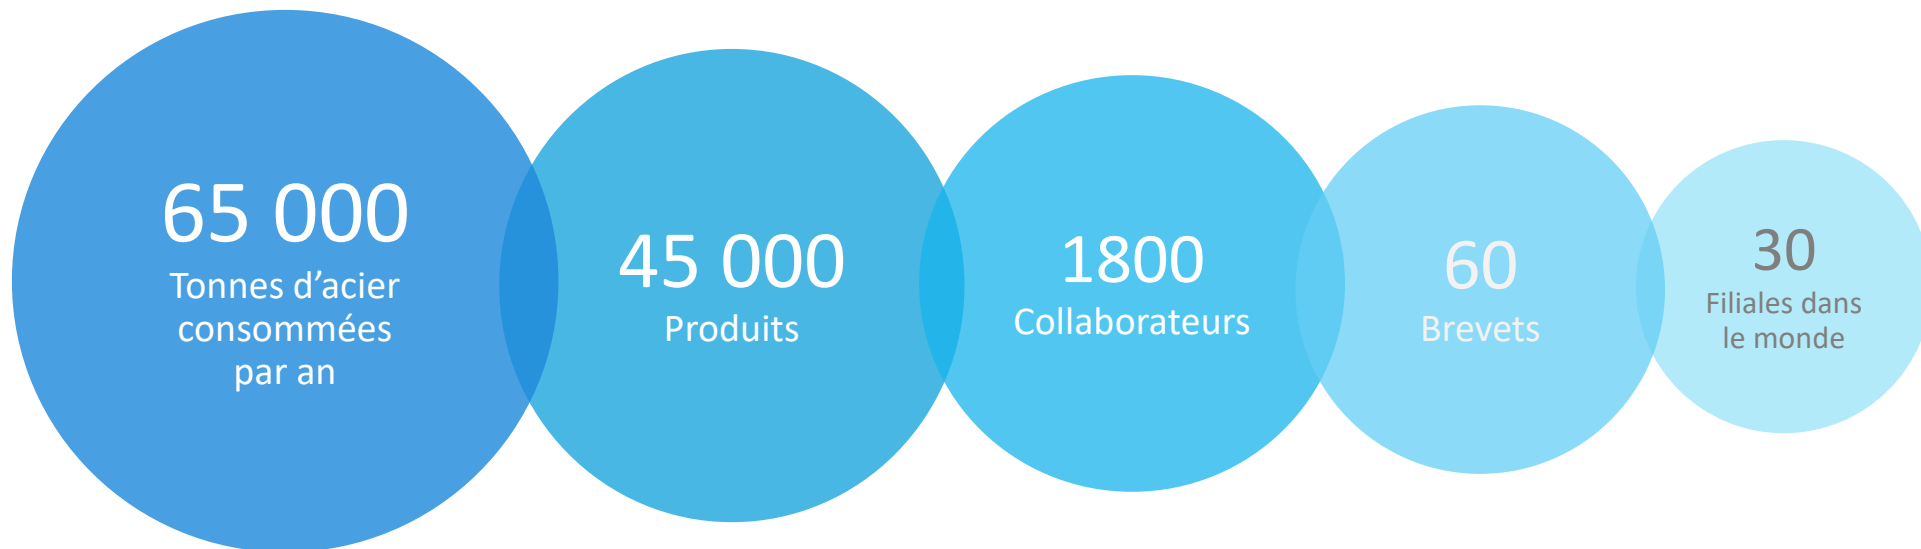 65 000
Tonnes d’acier
consommées
par an
45 000
Produits
1800
Collaborateurs
60
Brevets
30
Filiales dans
le monde